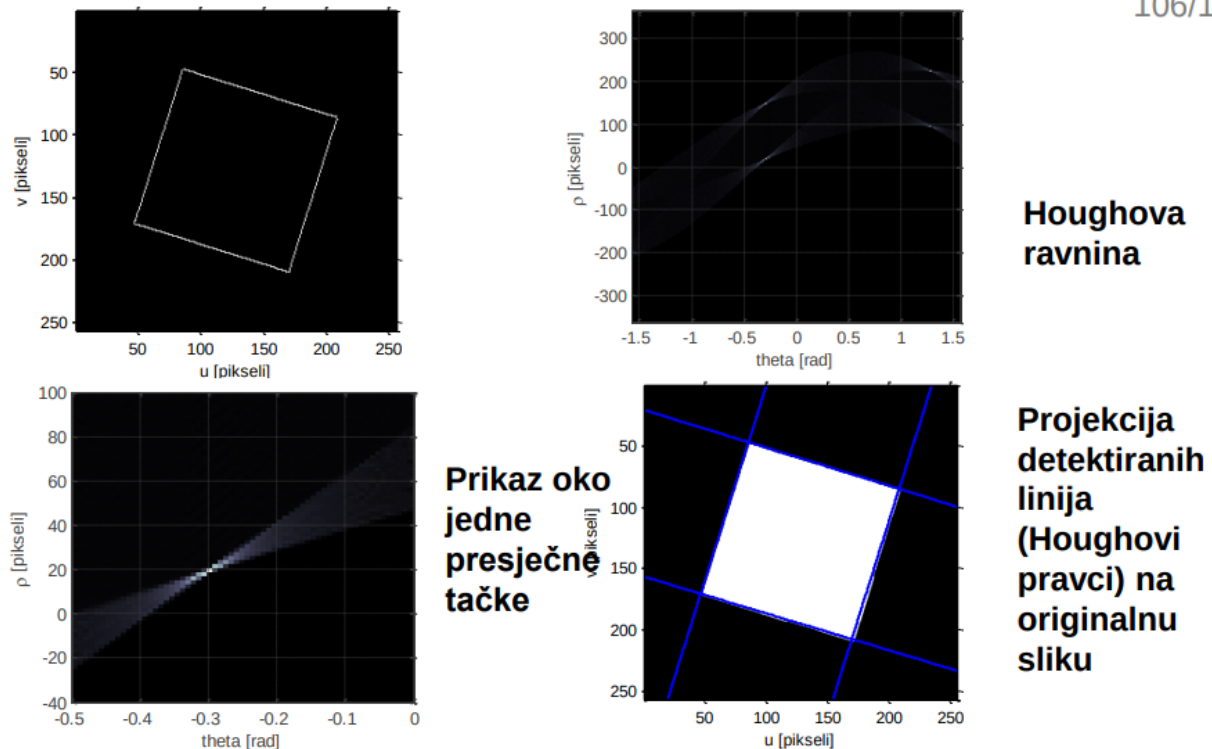 106/1
50
100
150
200
250
v [pikseli]
50 100 150 200 250
u [pikseli]
300
200
100
0
-100
-200
-300
ρ [pikseli]
-1.5 -1 -0.5 0 0.5 1 1.5
theta [rad]
Houghova
ravnina
100
80
60
40
20
0
-20
-40
ρ [pikseli]
-0.5 -0.4 -0.3 -0.2 -0.1 0
theta [rad]
Prikaz oko
jedne
presječne
tačke
50
100
150
200
250
50 100 150 200 250
u [pikseli]
Projekcija
detektiranih
linija
(Houghovi
pravci) na
originalnu
sliku